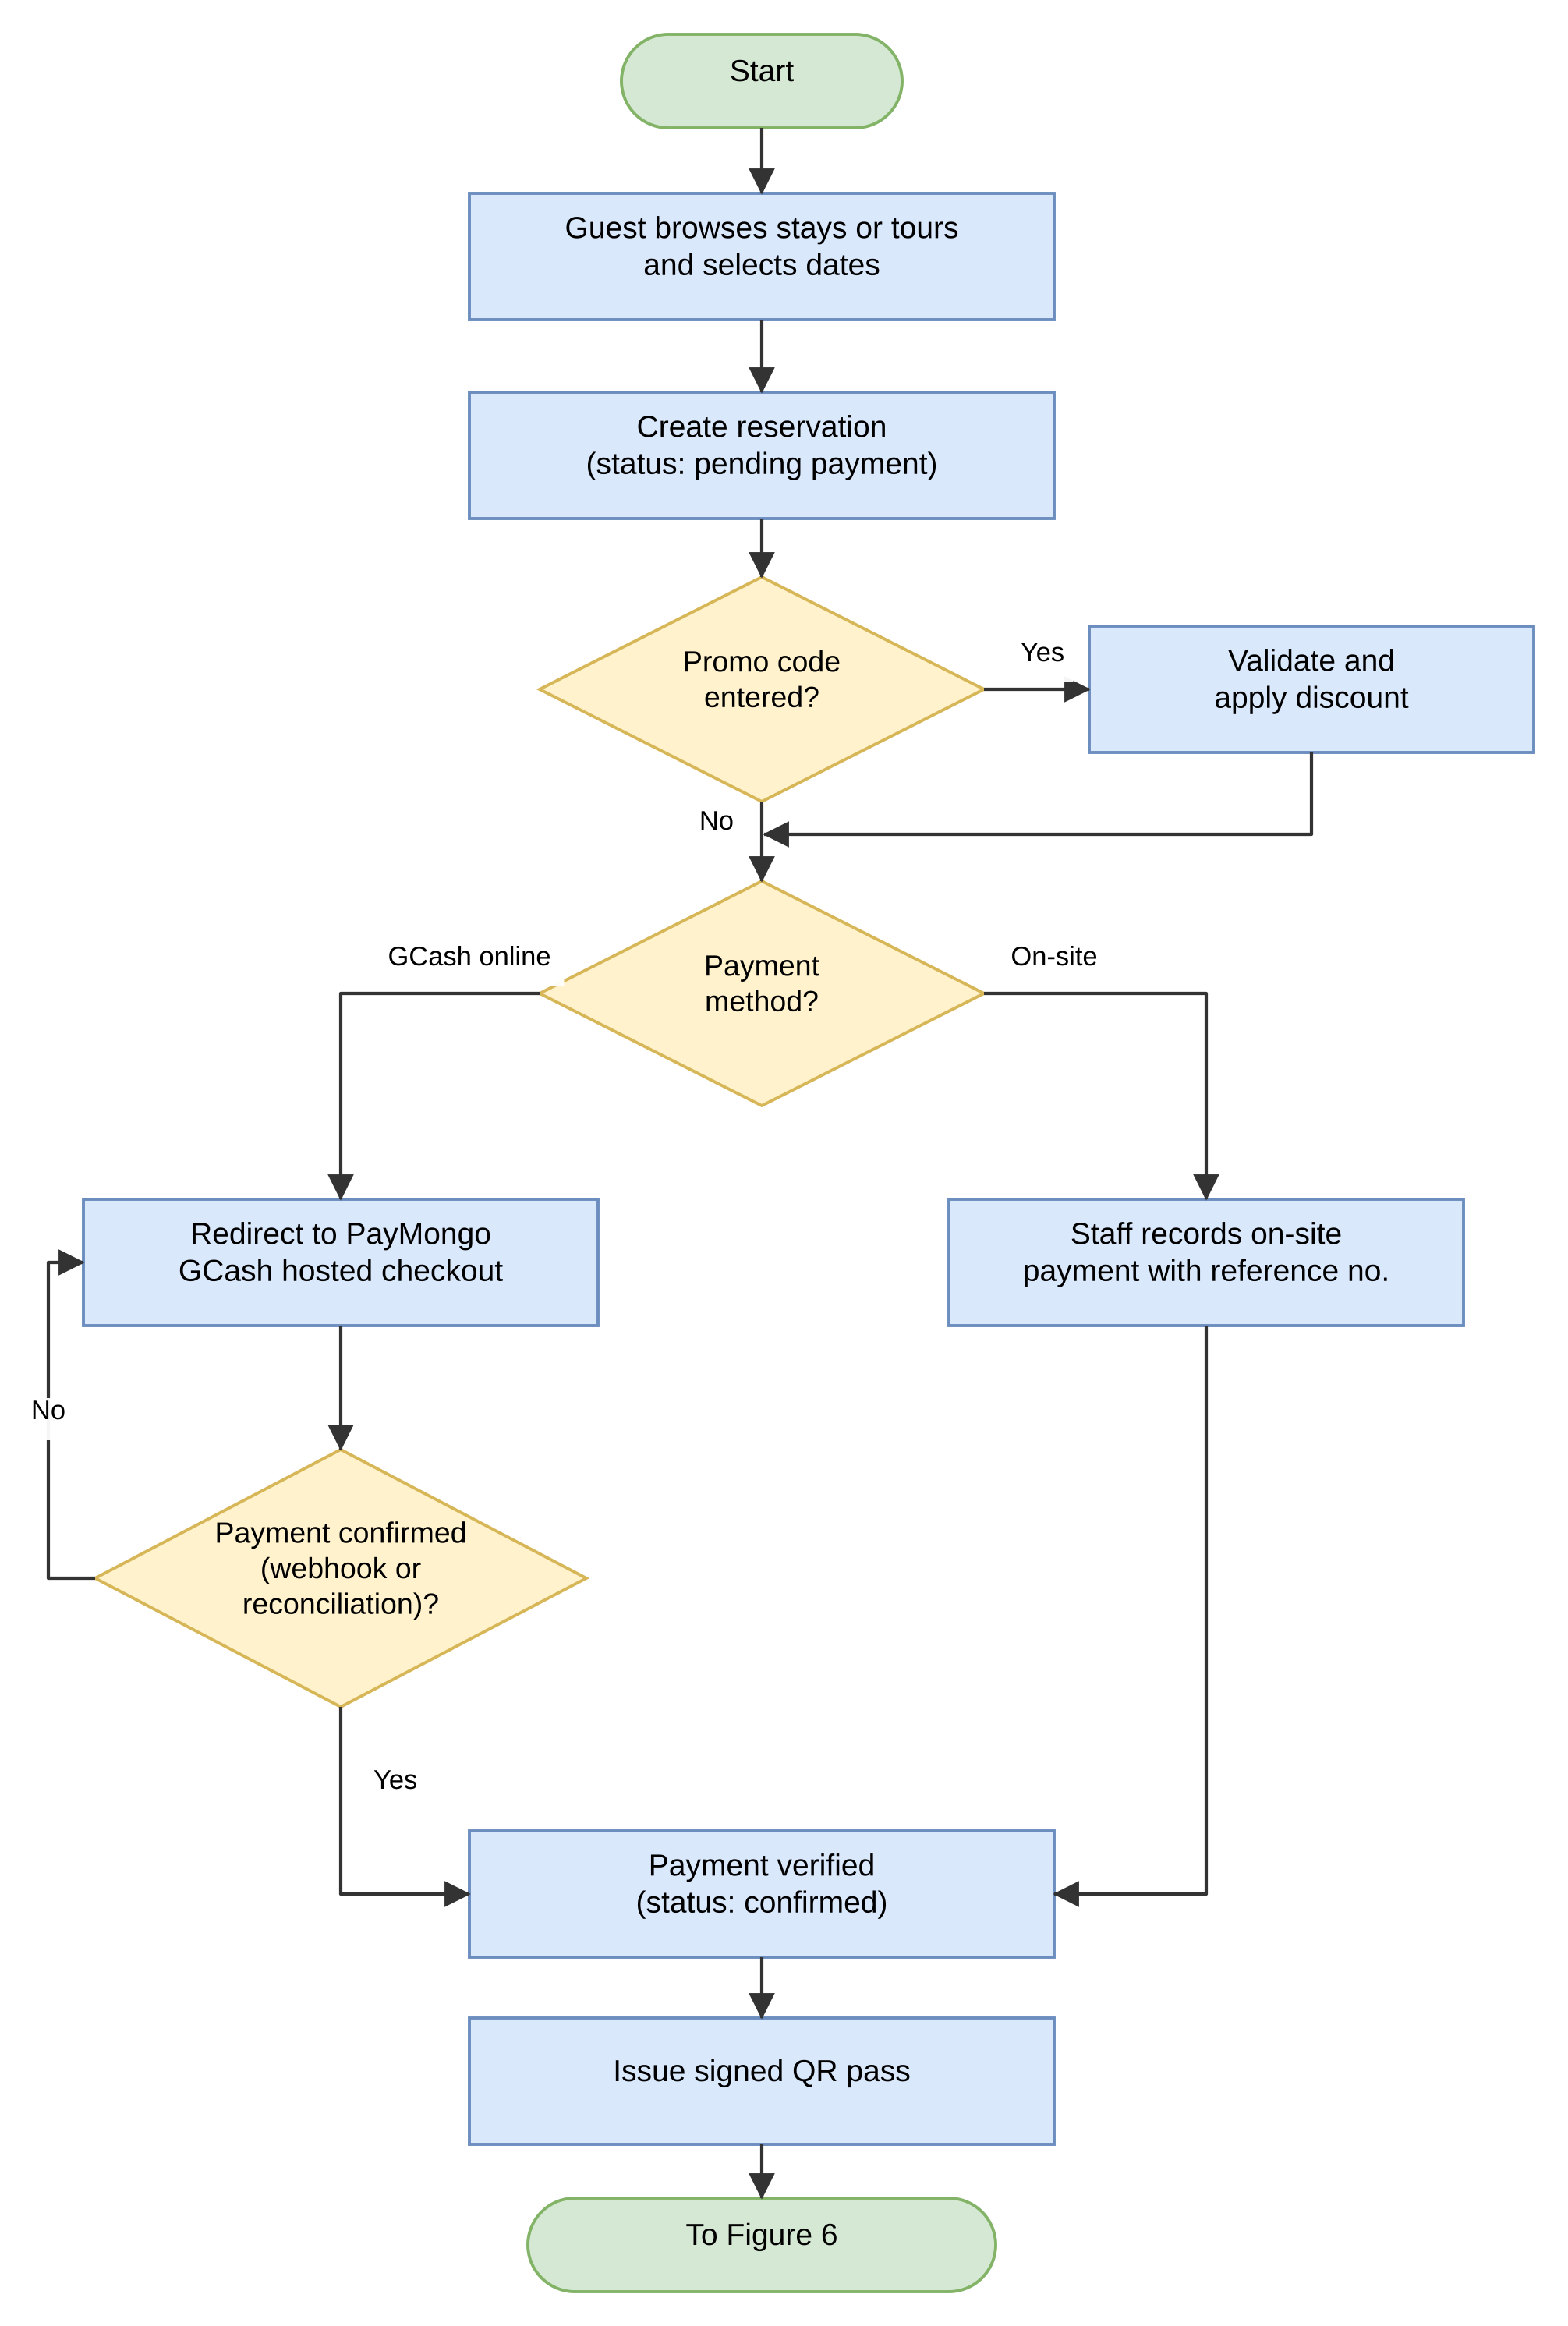 Start
Guest browses stays or tours
and selects dates
Create reservation
(status: pending payment)
Promo code
entered?
Yes
Validate and
apply discount
No
GCash online
Payment
method?
On-site
Redirect to PayMongo
GCash hosted checkout
Staff records on-site
payment with reference no.
No
Payment confirmed
(webhook or
reconciliation)?
Yes
Payment verified
(status: confirmed)
Issue signed QR pass
To Figure 6